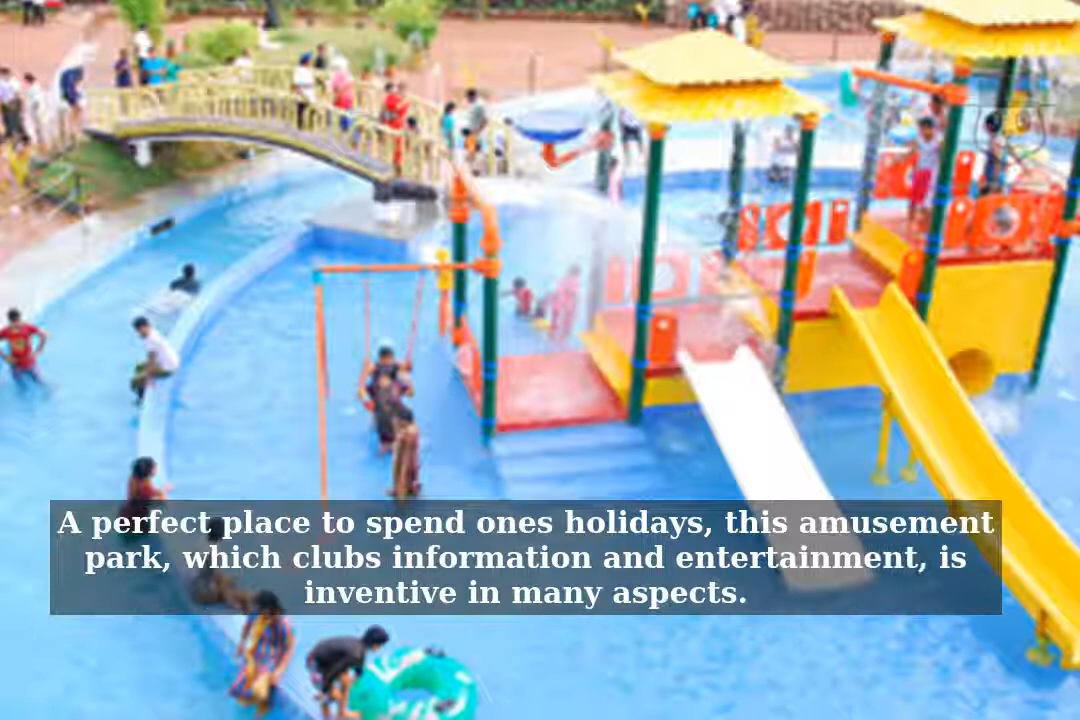 A perfect place to spend ones holidays, this amusement
park, which clubs information and entertainment, is
inventive in many aspects.